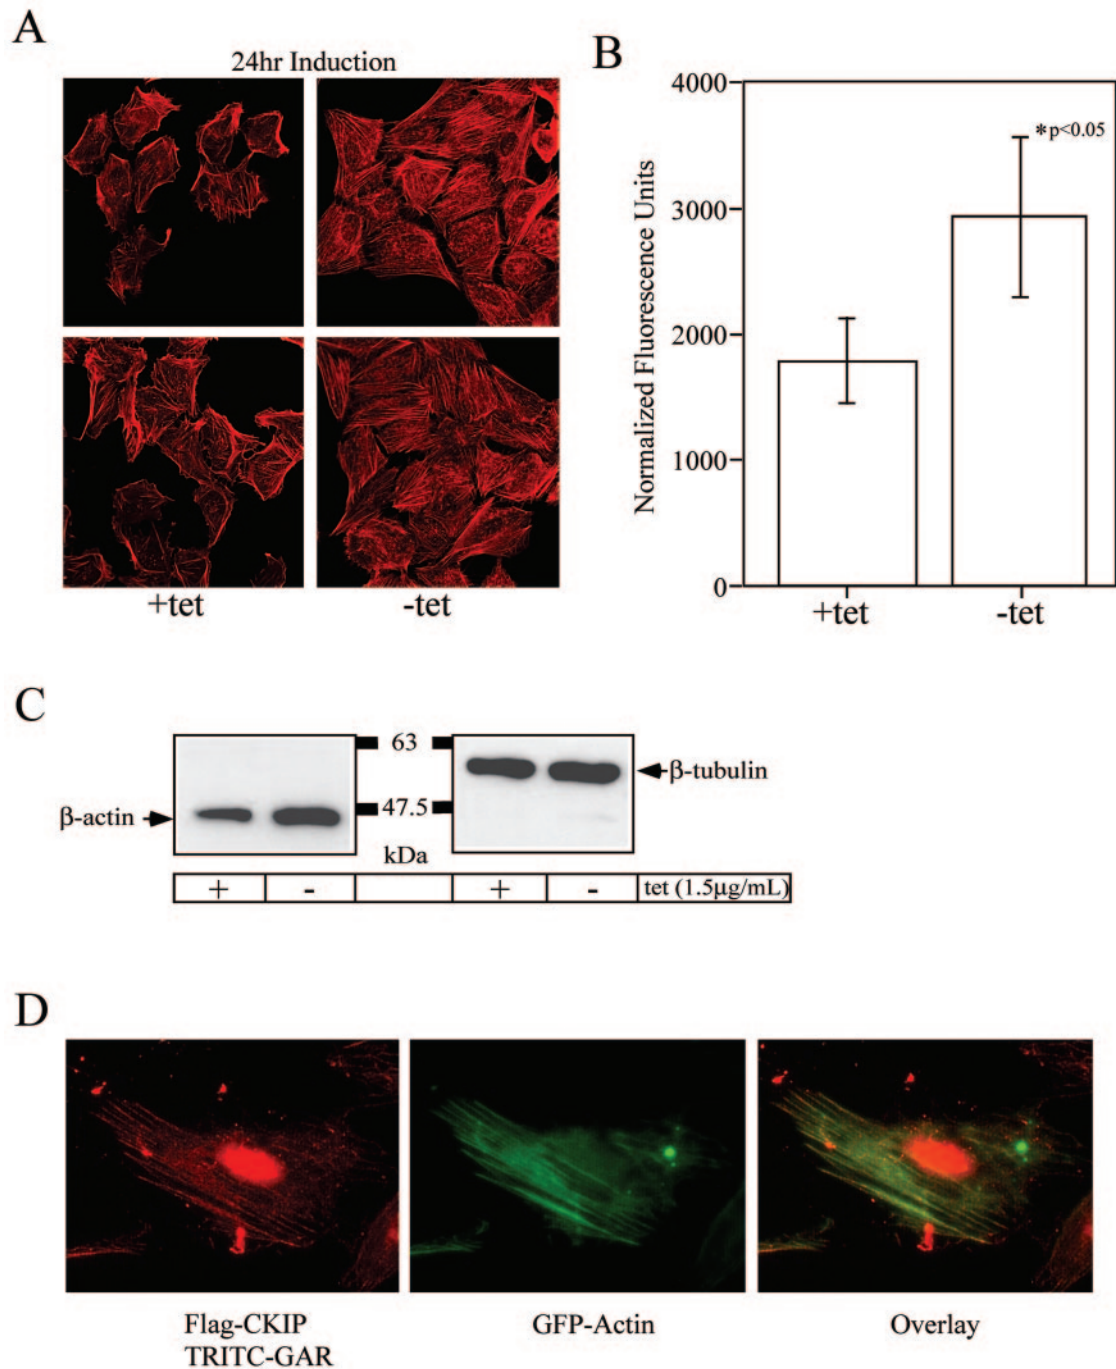 A
24hr Induction
+tet
-tet
B
Normalized Fluorescence Units
4000
3000
2000
1000
0
*p<0.05
+tet
-tet
C
β-actin
63
47.5
kDa
β-tubulin
+ - + - tet (1.5μg/mL)
D
Flag-CKIP
TRITC-GAR
GFP-Actin
Overlay